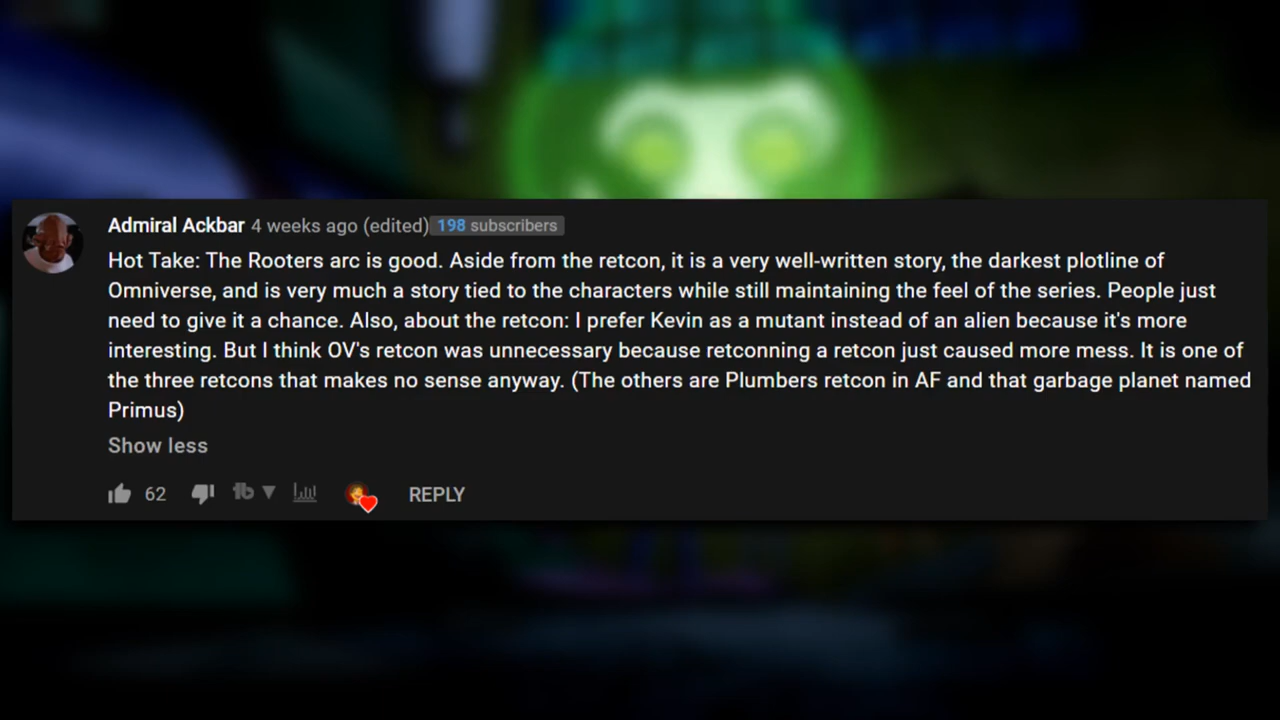 Admiral Ackbar 4 weeks ago (edited) 198 subscribers
Hot Take: The Rooters arc is good. Aside from the retcon, it is a very well-written story, the darkest plotline of
Omniverse, and is very much a story tied to the characters while still maintaining the feel of the series. People just
need to give it a chance. Also, about the retcon: I prefer Kevin as a mutant instead of an alien because it's more
interesting. But I think OV's retcon was unnecessary because retconning a retcon just caused more mess. It is one of
the three retcons that makes no sense anyway. (The others are Plumbers retcon in AF and that garbage planet named
Primus)
Show less
62 tb REPLY